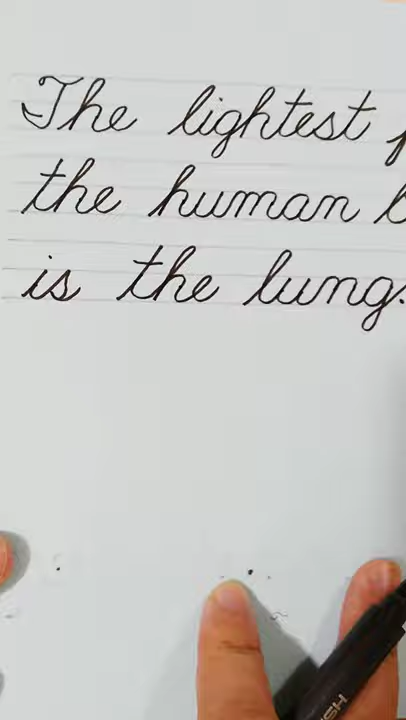 The lightest
the human
is the lung.